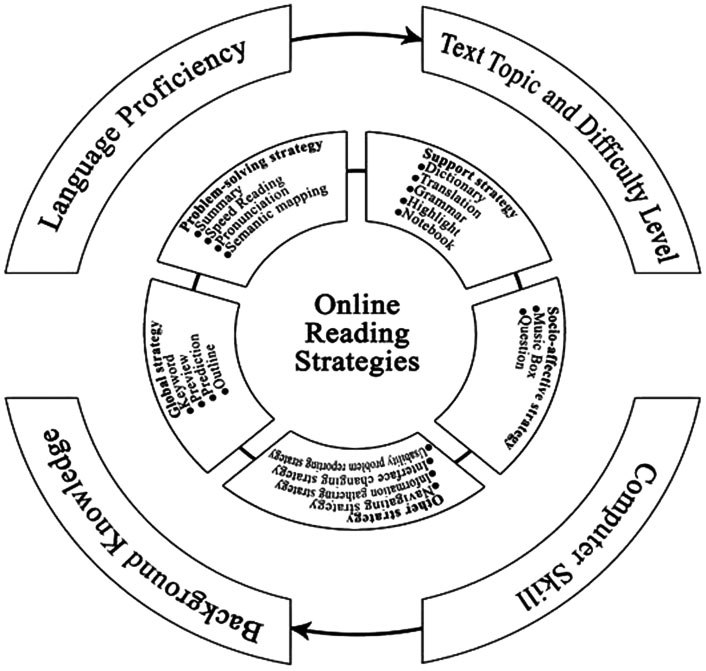 Language Proficiency
Text Topic and Difficulty Level
Problem-solving strategy
●Summary
●Speed Reading
●Pronunciation
●Semantic mapping
Support strategy
●Dictionary
●Translation
●Grammar
●Highlight
●Notebook
Online
Reading
Strategies
Global strategy
●Keyword
●Preview
●Prediction
●Outline
Socio-affective strategy
●Music Box
●Question
Other strategy
●Navigating strategy
●Information gathering strategy
●Interface changing strategy
●Usability problem reporting strategy
Background Knowledge
Computer Skill